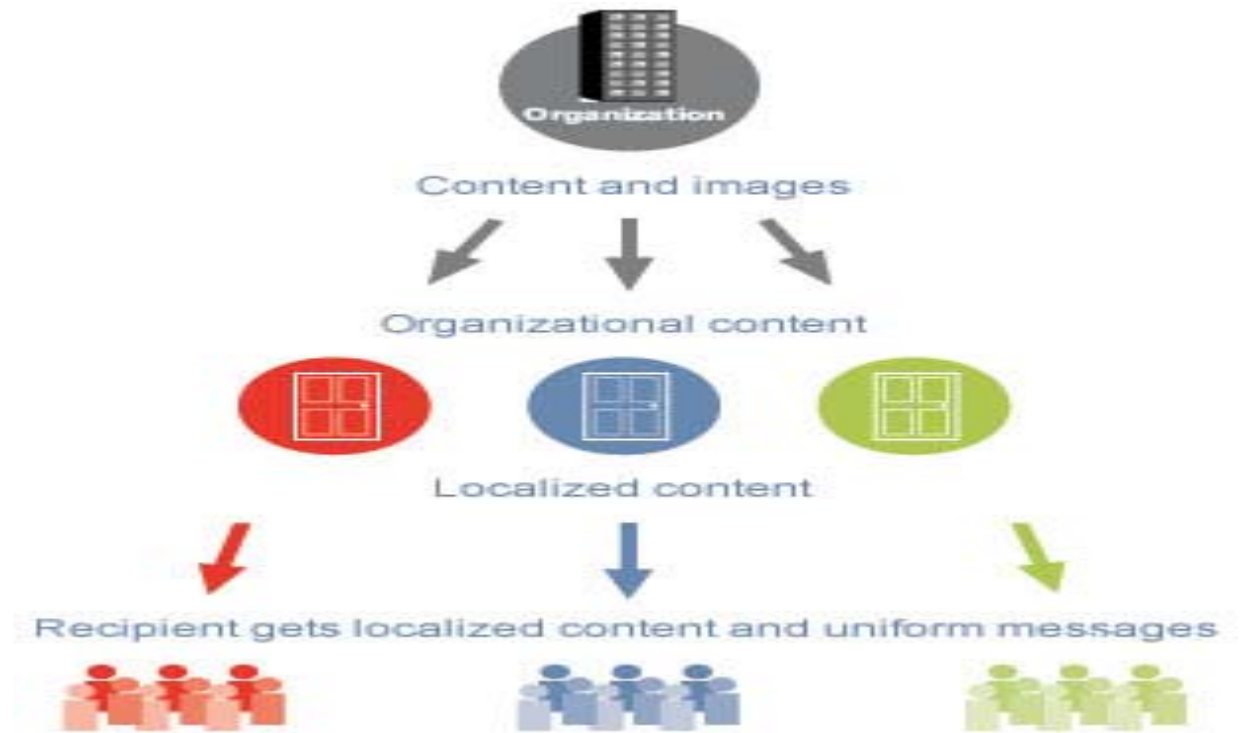 Organization
Content and images
Organizational content
Localized content
Recipient gets localized content and uniform messages